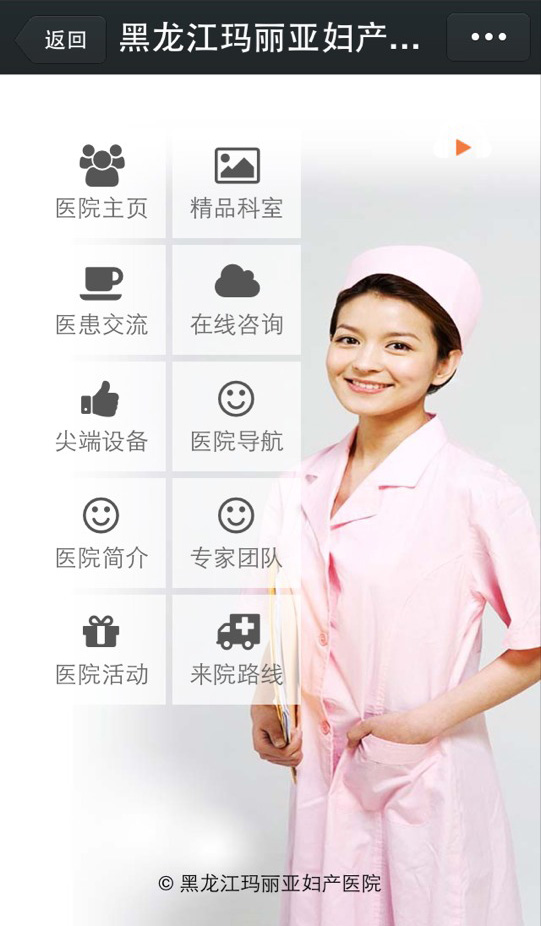 返回
黑龙江玛丽亚妇产...
医院主页
精品科室
医患交流
在线咨询
尖端设备
医院导航
医院简介
专家团队
医院活动
来院路线
© 黑龙江玛丽亚妇产医院